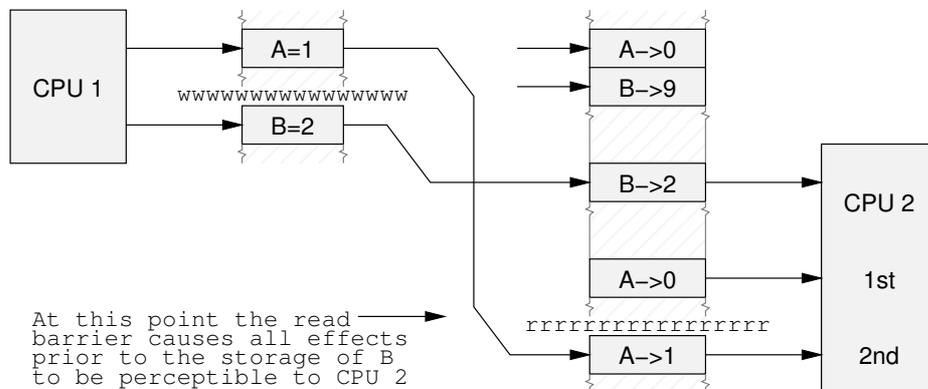 A=1
CPU 1
wwwwwwwwwwwwwwww
B=2
A−>0
B−>9
B−>2
CPU 2
A−>0
1st
At this point the read
barrier causes all effects
prior to the storage of B
to be perceptible to CPU 2
rrrrrrrrrrrrrrrrr
A−>1
2nd